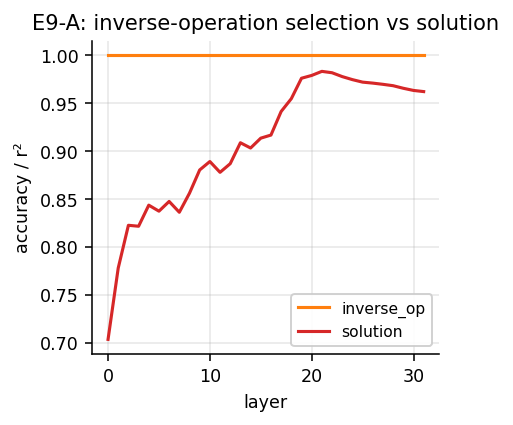 E9-A: inverse-operation selection vs solution
accuracy / r²
1.00
0.95
0.90
0.85
0.80
0.75
0.70
inverse_op
solution
0 10 20 30
layer